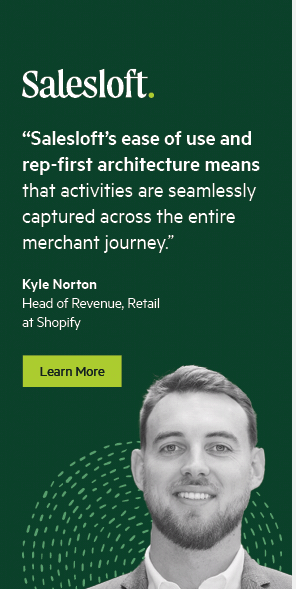 Salesloft.
“Salesloft’s ease of use and
rep-first architecture means
that activities are seamlessly
captured across the entire
merchant journey.”
Kyle Norton
Head of Revenue, Retail
at Shopify
Learn More